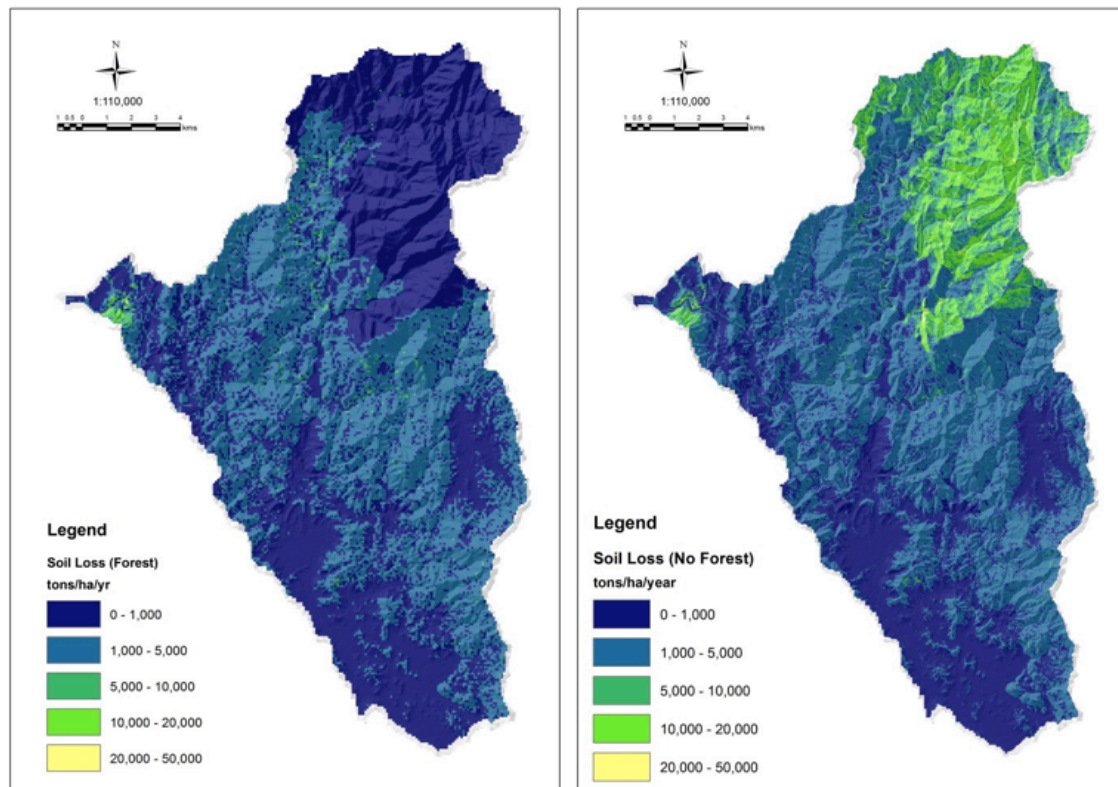 N
1:110,000
1 0.5 0 1 2 3 4
kms
Legend
Soil Loss (Forest)
tons/ha/yr
0 - 1,000
1,000 - 5,000
5,000 - 10,000
10,000 - 20,000
20,000 - 50,000
N
1:110,000
1 0.5 0 1 2 3 4
kms
Legend
Soil Loss (No Forest)
tons/ha/year
0 - 1,000
1,000 - 5,000
5,000 - 10,000
10,000 - 20,000
20,000 - 50,000